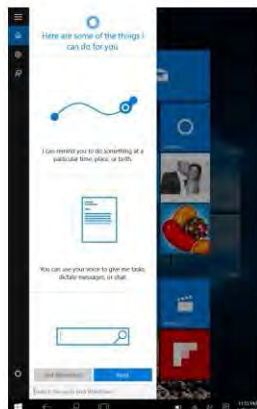 Here are some of the things I
can do for you
I can remind you to do something at a
particular time, place, or both.
You can use your voice to give me tasks,
dictate messages, or chat.
Next